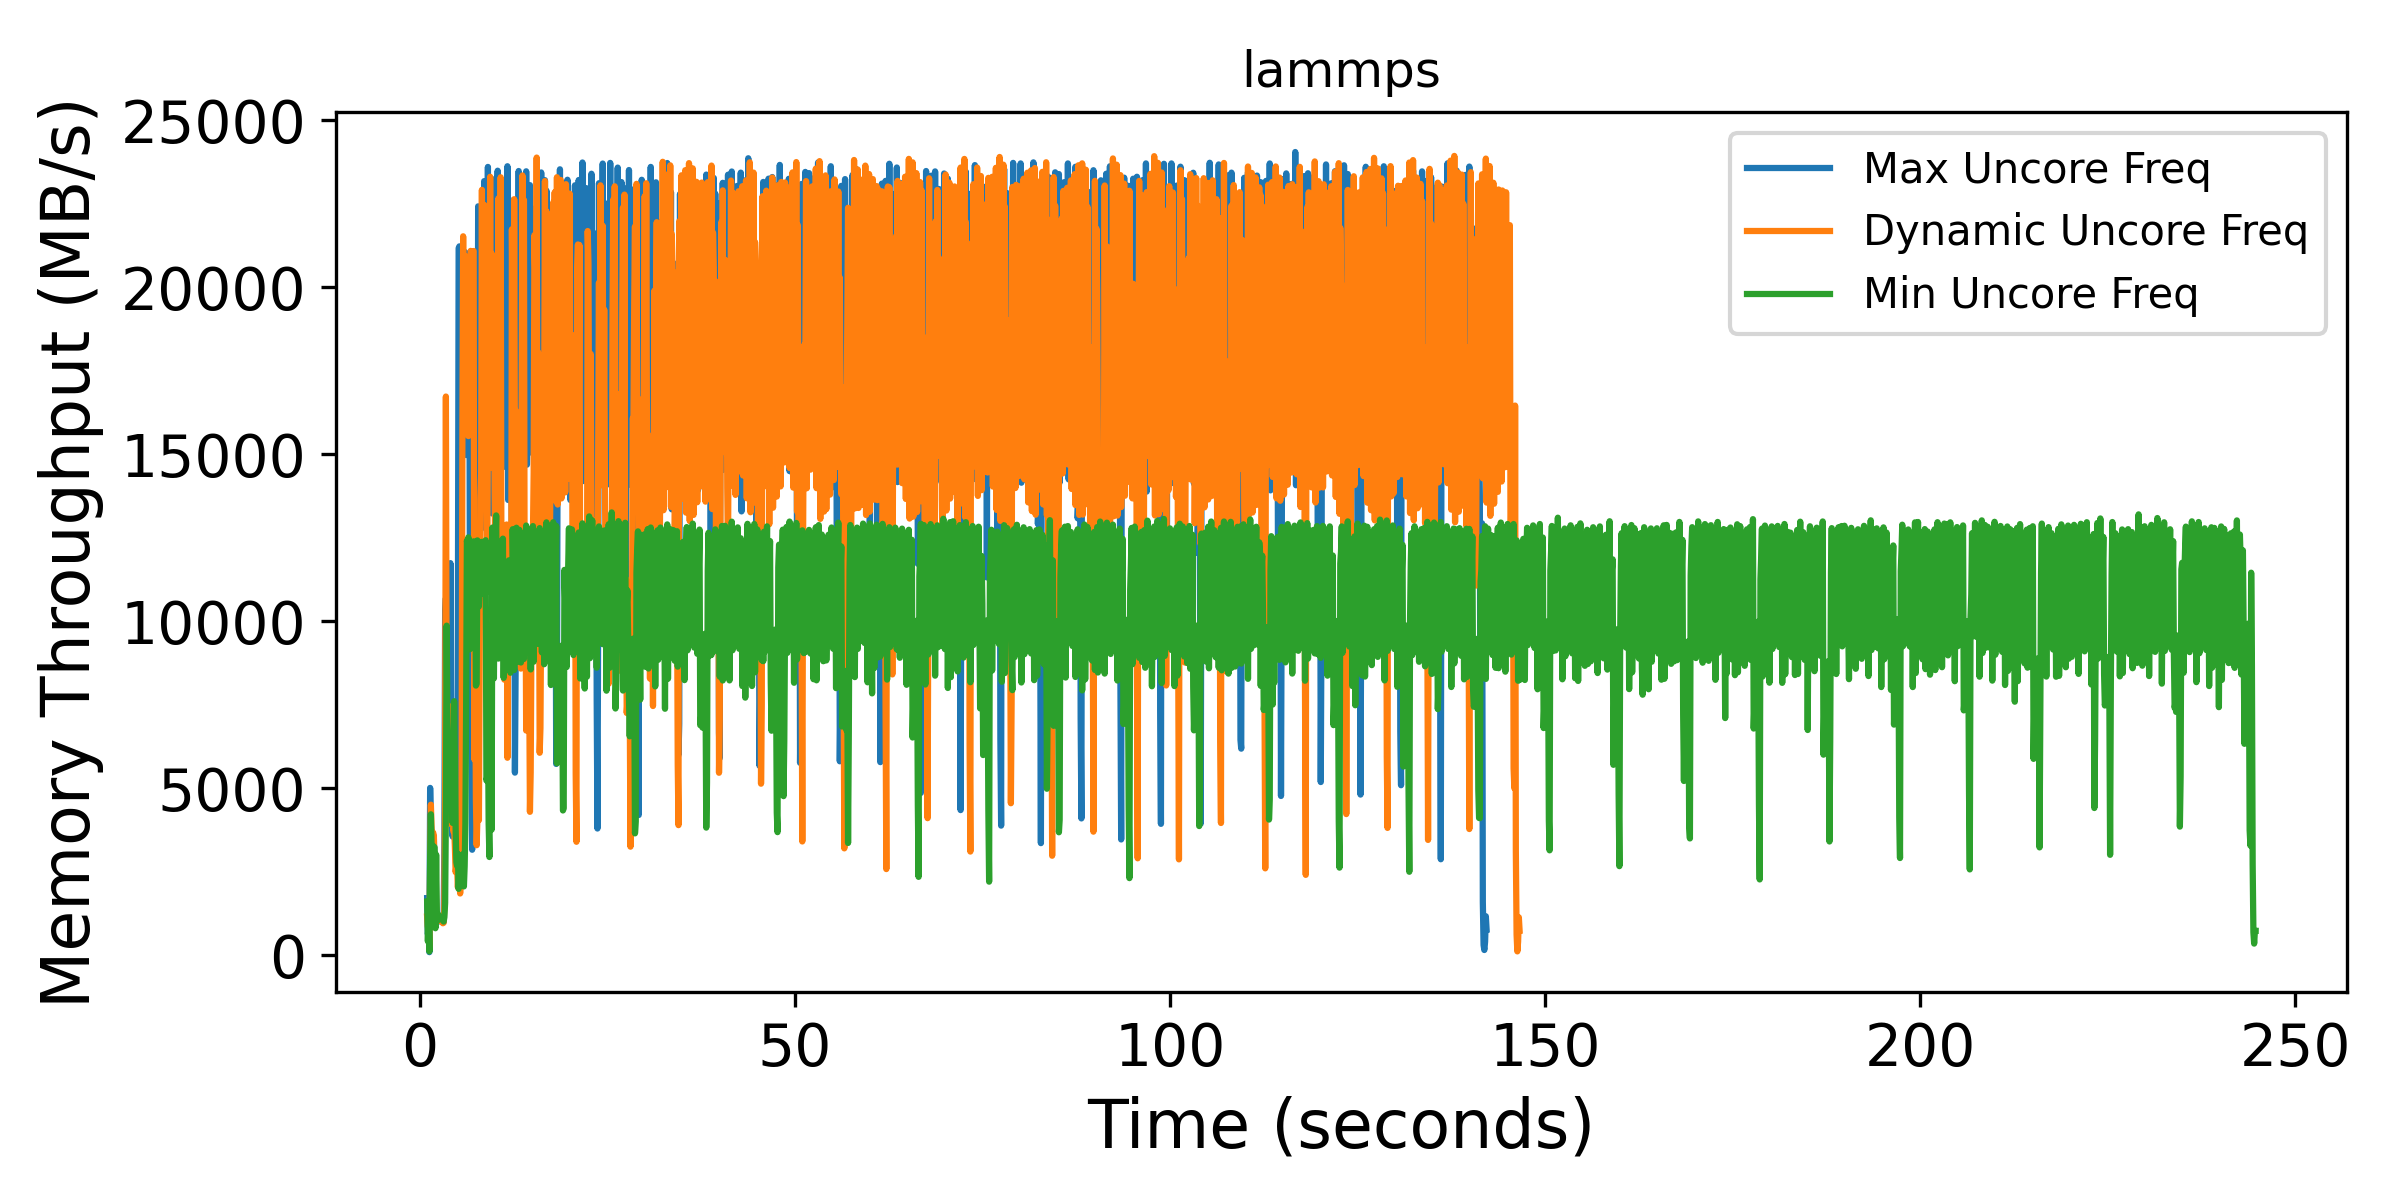 lammps
Memory Throughput (MB/s)
25000
20000
15000
10000
5000
0
Max Uncore Freq
Dynamic Uncore Freq
Min Uncore Freq
0 50 100 150 200 250
Time (seconds)